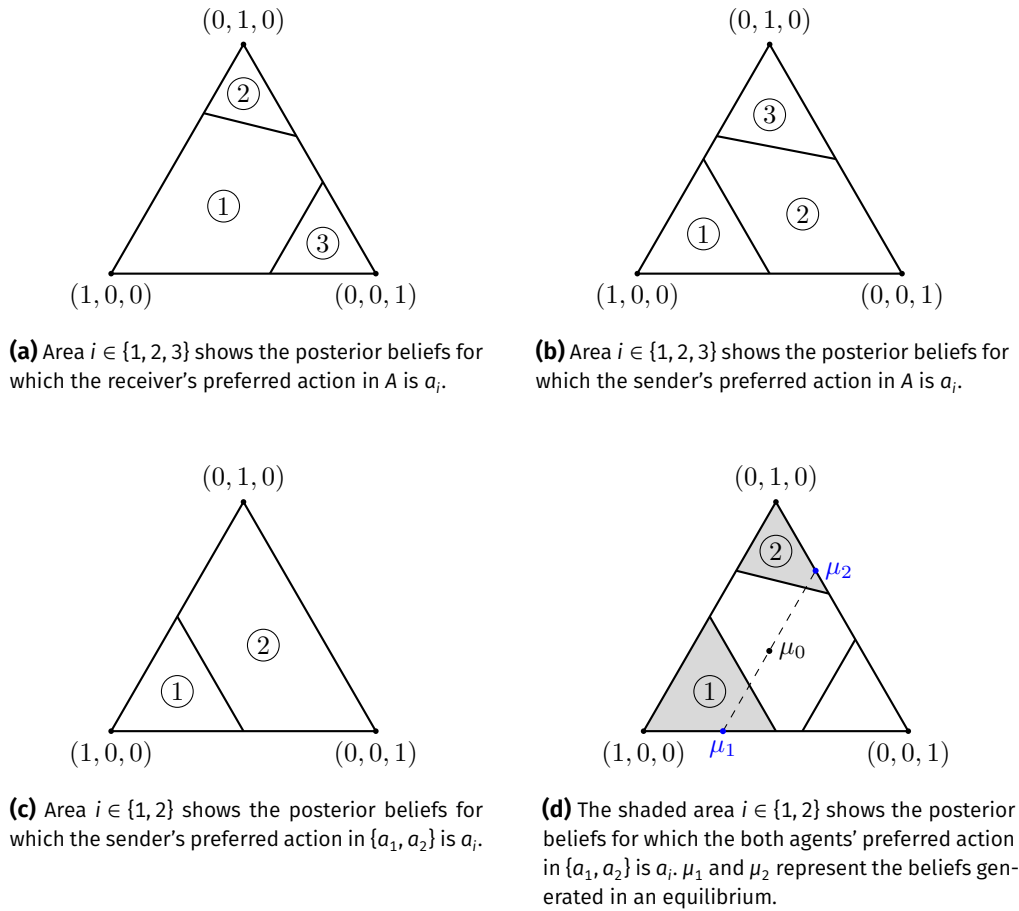 (0, 1, 0)
(0, 1, 0)
②
③
①
②
③
①
(1, 0, 0)
(0, 0, 1)
(1, 0, 0)
(0, 0, 1)
(a) Area i ∈ {1, 2, 3} shows the posterior beliefs for
which the receiver’s preferred action in A is aᵢ.
(b) Area i ∈ {1, 2, 3} shows the posterior beliefs for
which the sender’s preferred action in A is aᵢ.
(0, 1, 0)
(0, 1, 0)
②
μ₂
②
μ₀
①
①
(1, 0, 0)
(0, 0, 1)
(1, 0, 0)
μ₁
(0, 0, 1)
(c) Area i ∈ {1, 2} shows the posterior beliefs for
which the sender’s preferred action in {a₁, a₂} is aᵢ.
(d) The shaded area i ∈ {1, 2} shows the posterior
beliefs for which the both agents’ preferred action
in {a₁, a₂} is aᵢ. μ₁ and μ₂ represent the beliefs gen-
erated in an equilibrium.